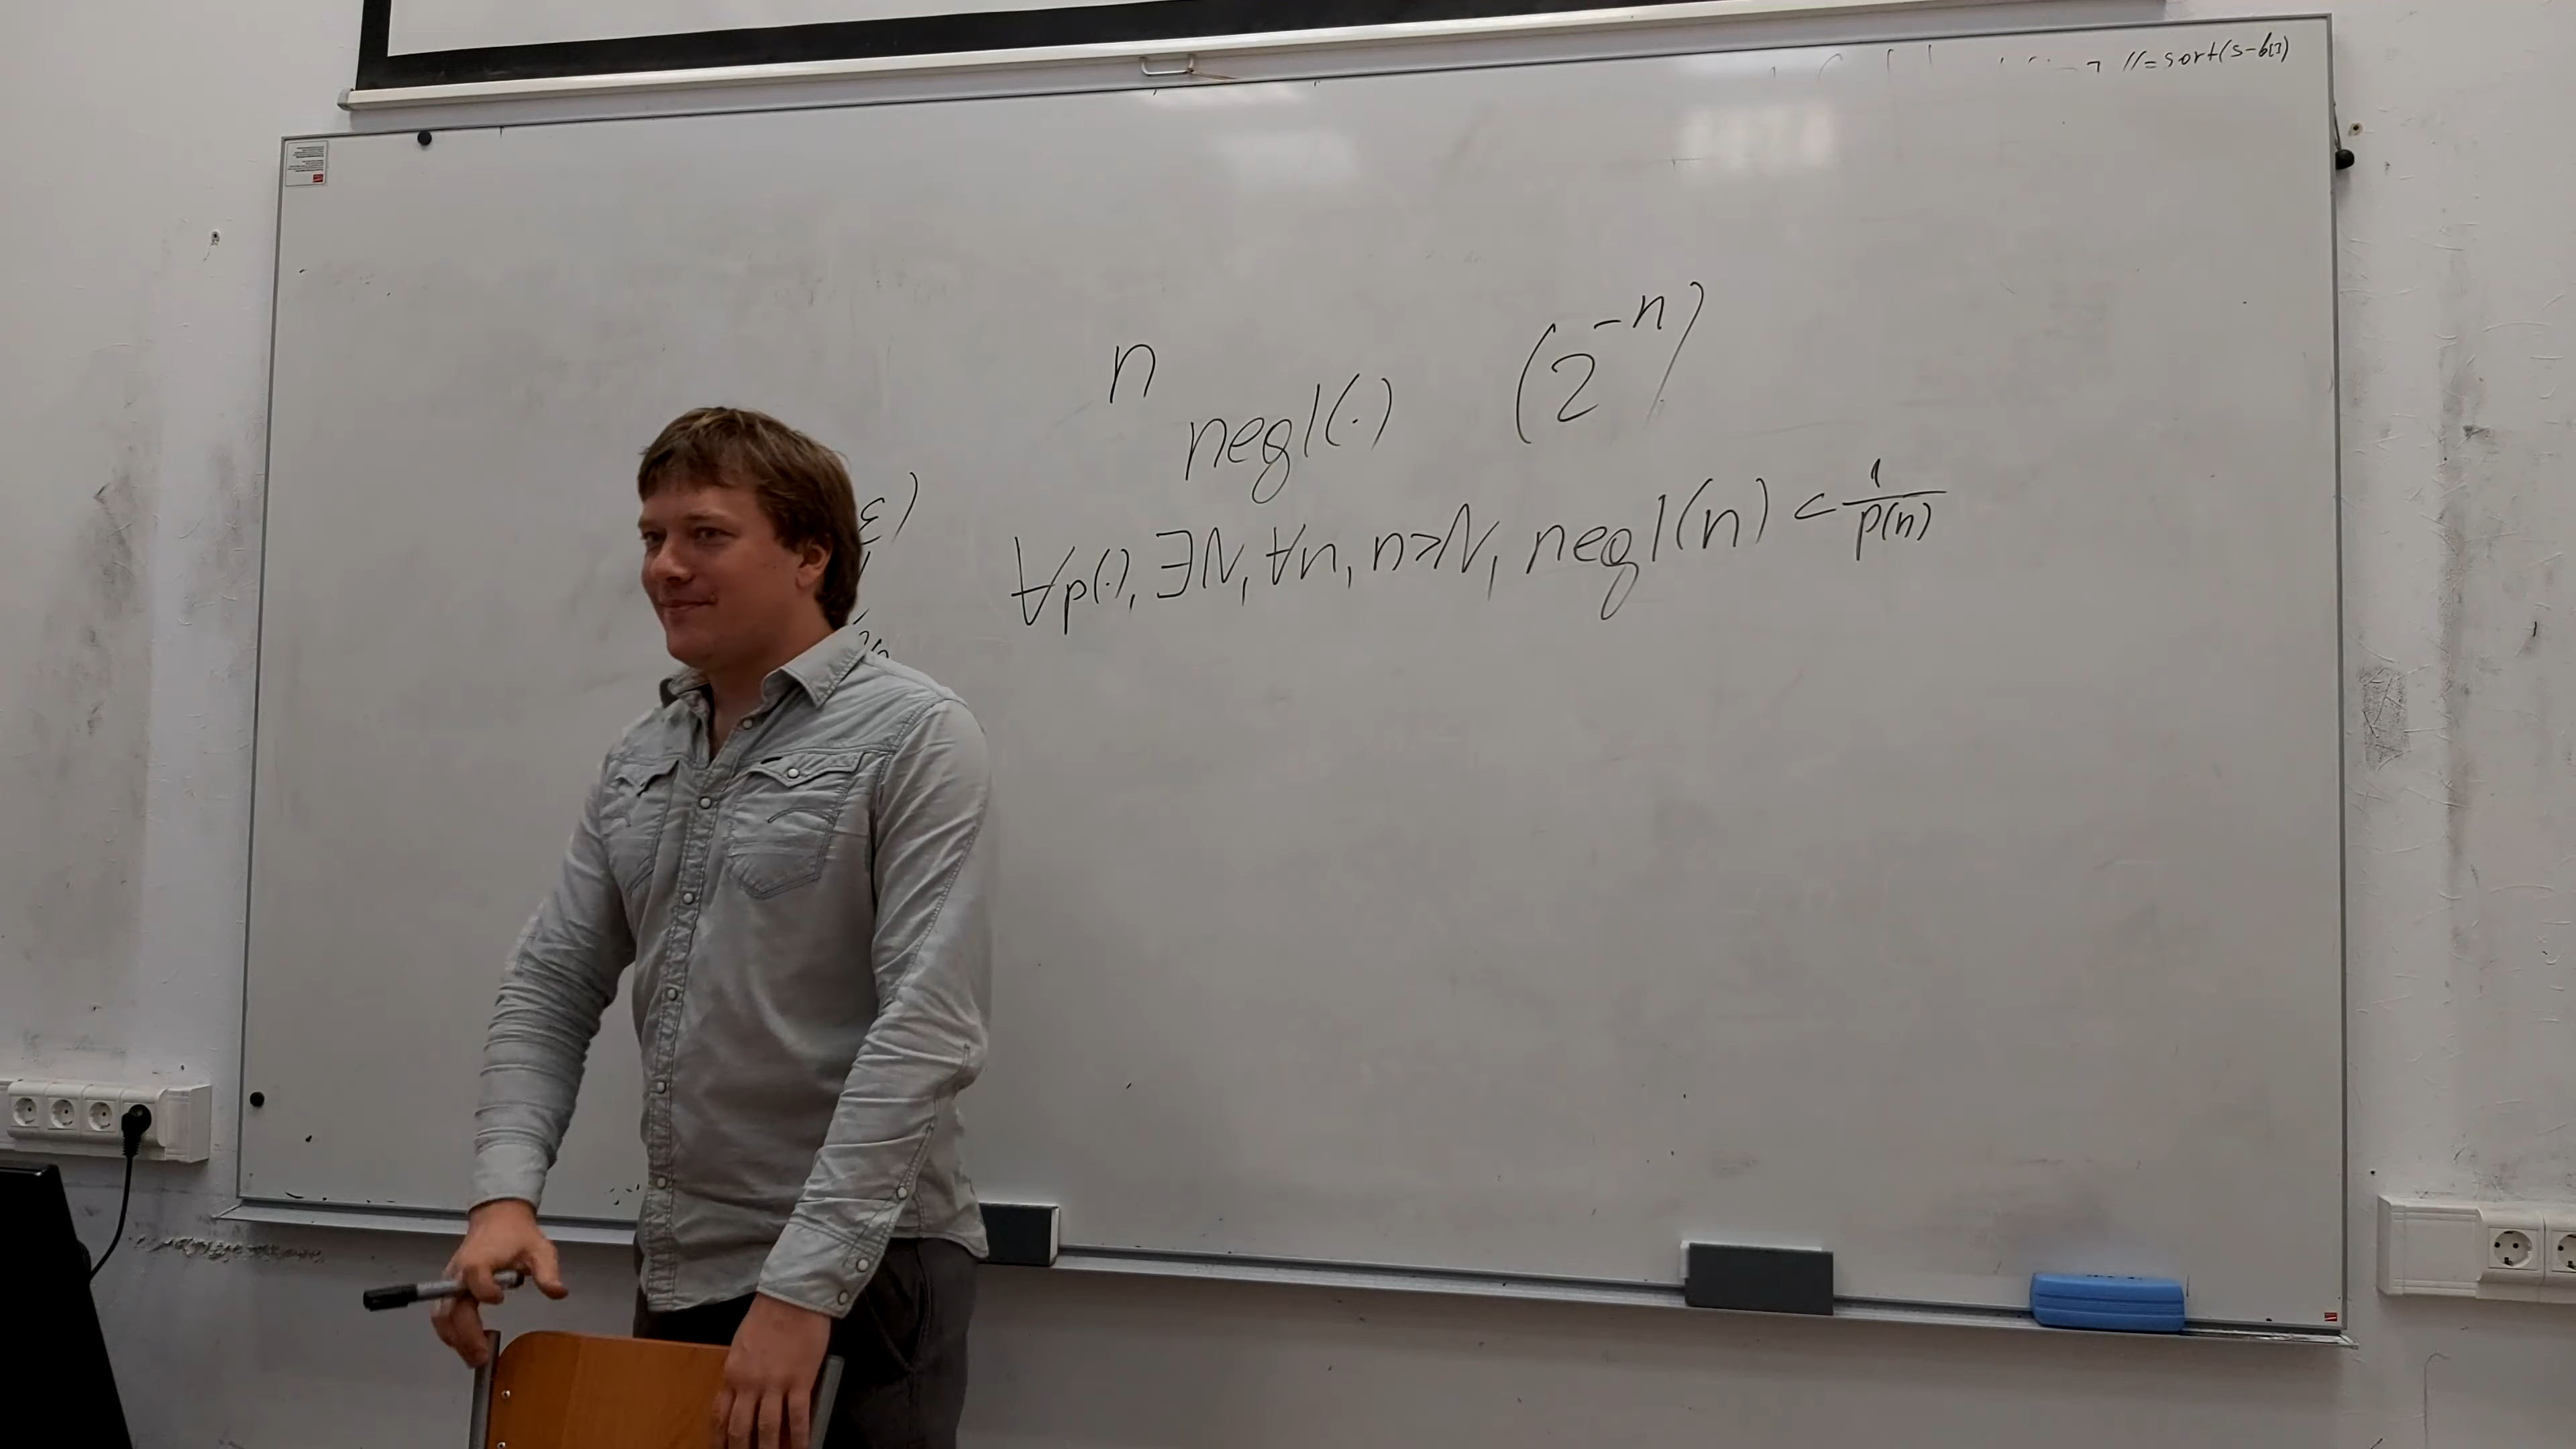 //=sort(s-b[i])
n
negl(·) (2⁻ⁿ)
∀p(·), ∃N, ∀n, n>N, negl(n) < 1/p(n)